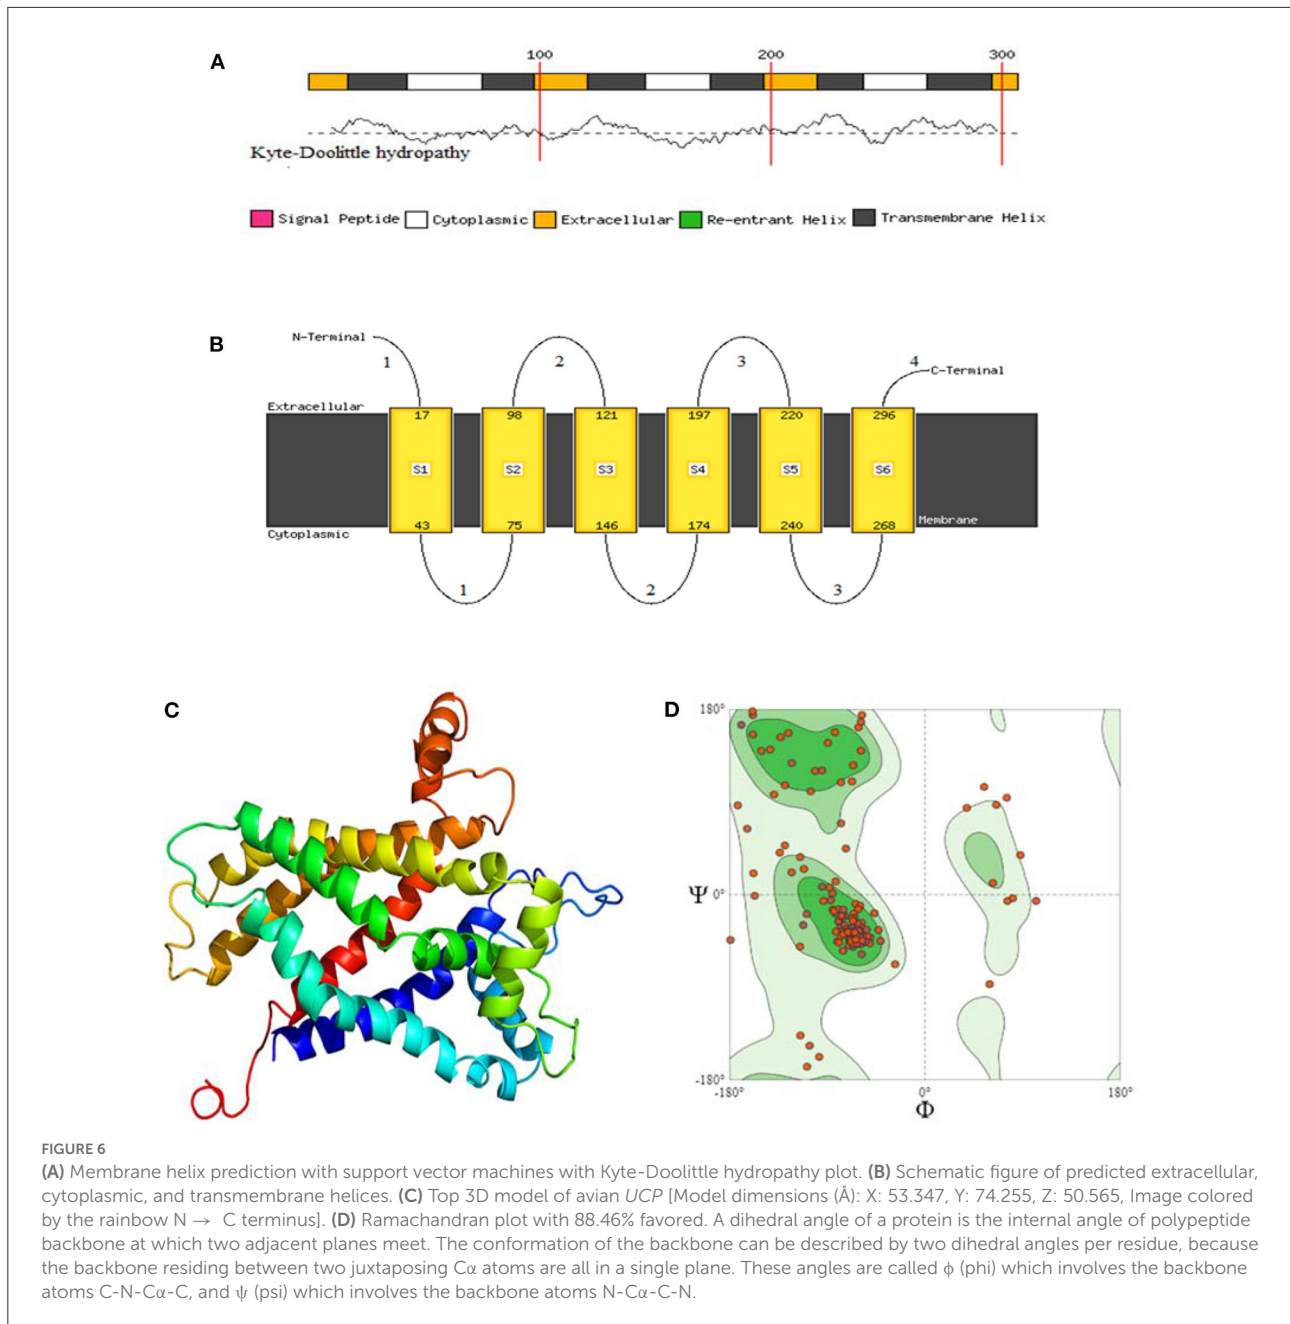 A
100 200 300
Kyte-Doolittle hydropathy
Signal Peptide Cytoplasmic Extracellular Re-entrant Helix Transmembrane Helix
B
N-Terminal 1 2 3 4
C-Terminal
Extracellular
17 98 121 197 220 296
S1 S2 S3 S4 S5 S6
43 75 146 174 240 268
Membrane
Cytoplasmic
1 2 3
C
D
180°
Ψ 0°
-180°
-180° 0° 180°
Φ
FIGURE 6
(A) Membrane helix prediction with support vector machines with Kyte-Doolittle hydropathy plot. (B) Schematic figure of predicted extracellular,
cytoplasmic, and transmembrane helices. (C) Top 3D model of avian UCP [Model dimensions (Å): X: 53.347, Y: 74.255, Z: 50.565, Image colored
by the rainbow N → C terminus]. (D) Ramachandran plot with 88.46% favored. A dihedral angle of a protein is the internal angle of polypeptide
backbone at which two adjacent planes meet. The conformation of the backbone can be described by two dihedral angles per residue, because
the backbone residing between two juxtaposing Cα atoms are all in a single plane. These angles are called ϕ (phi) which involves the backbone
atoms C-N-Cα-C, and ψ (psi) which involves the backbone atoms N-Cα-C-N.